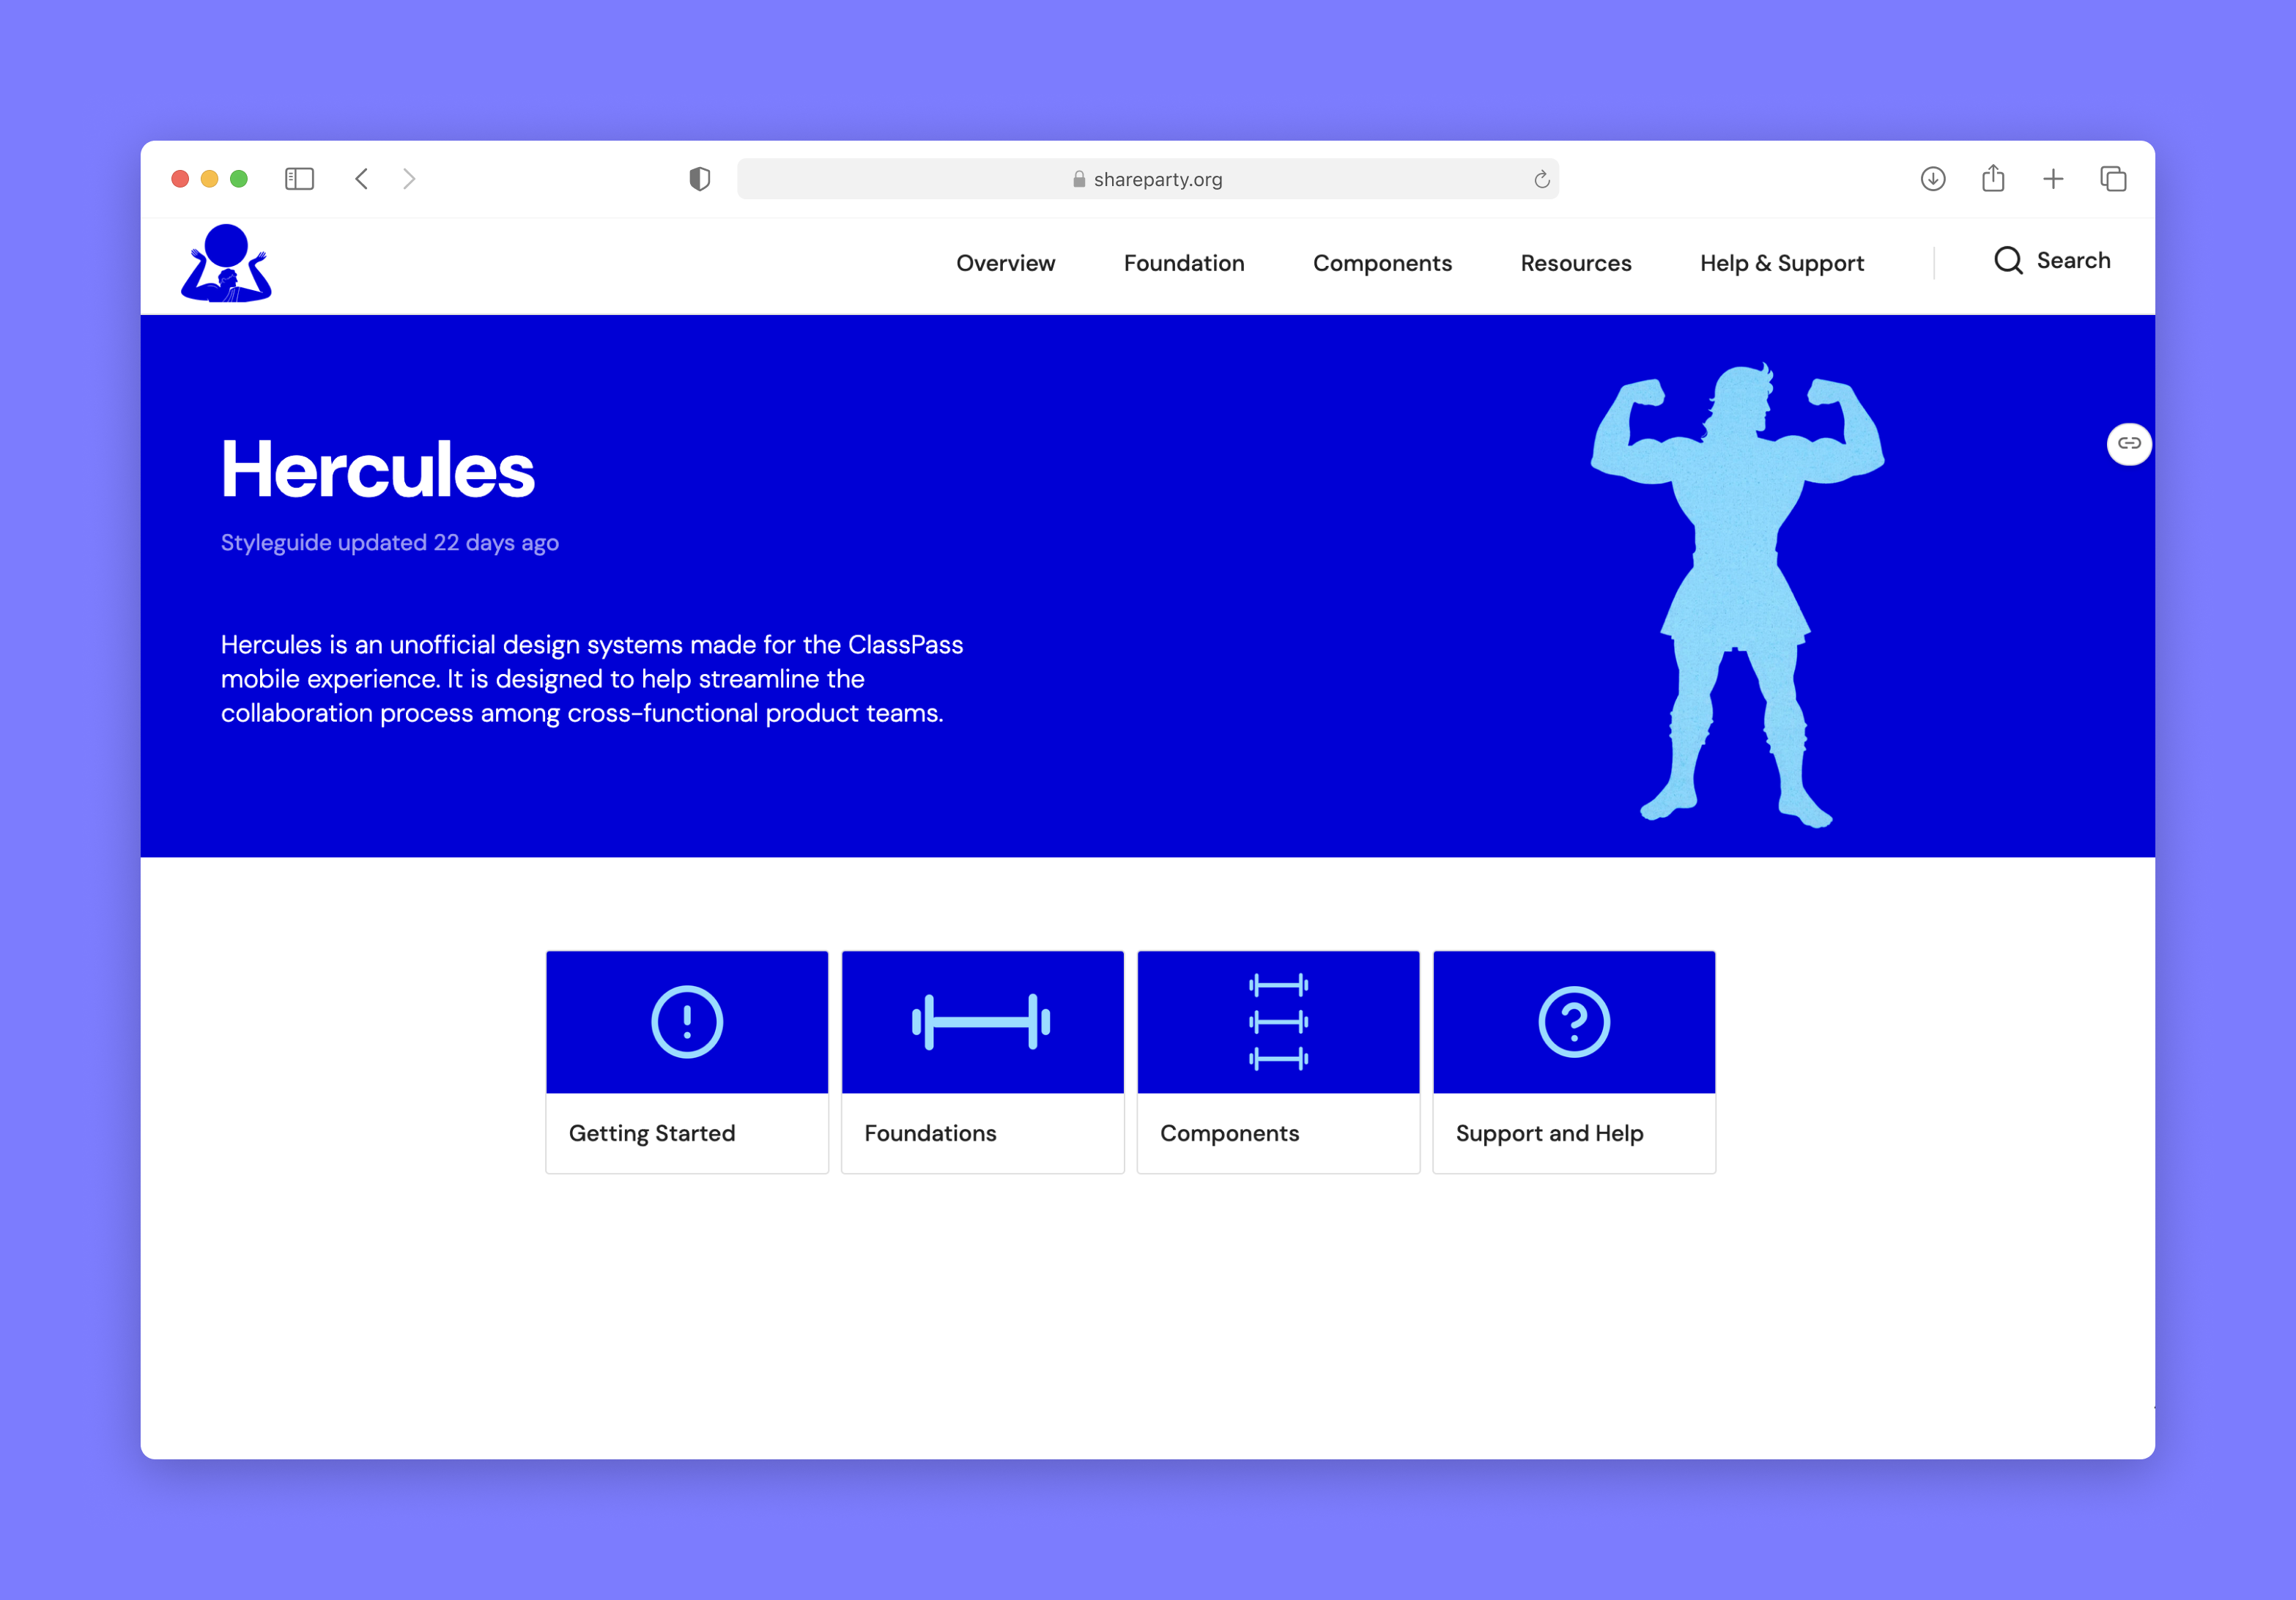 shareparty.org
Overview Foundation Components Resources Help & Support Search
Hercules
Styleguide updated 22 days ago
Hercules is an unofficial design systems made for the ClassPass
mobile experience. It is designed to help streamline the
collaboration process among cross-functional product teams.
Getting Started Foundations Components Support and Help